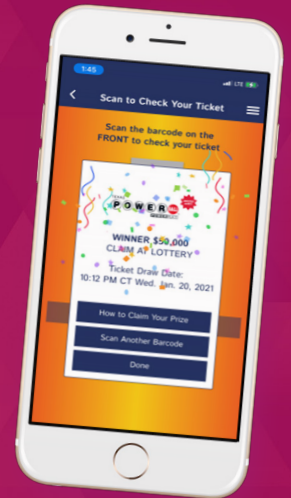 1:45
LTE
Scan to Check Your Ticket
Scan the barcode on the
FRONT to check your ticket
POWER
WINNER $50,000
CLAIM AT LOTTERY
Ticket Draw Date:
10:12 PM CT Wed. Jan. 20, 2021
How to Claim Your Prize
Scan Another Barcode
Done